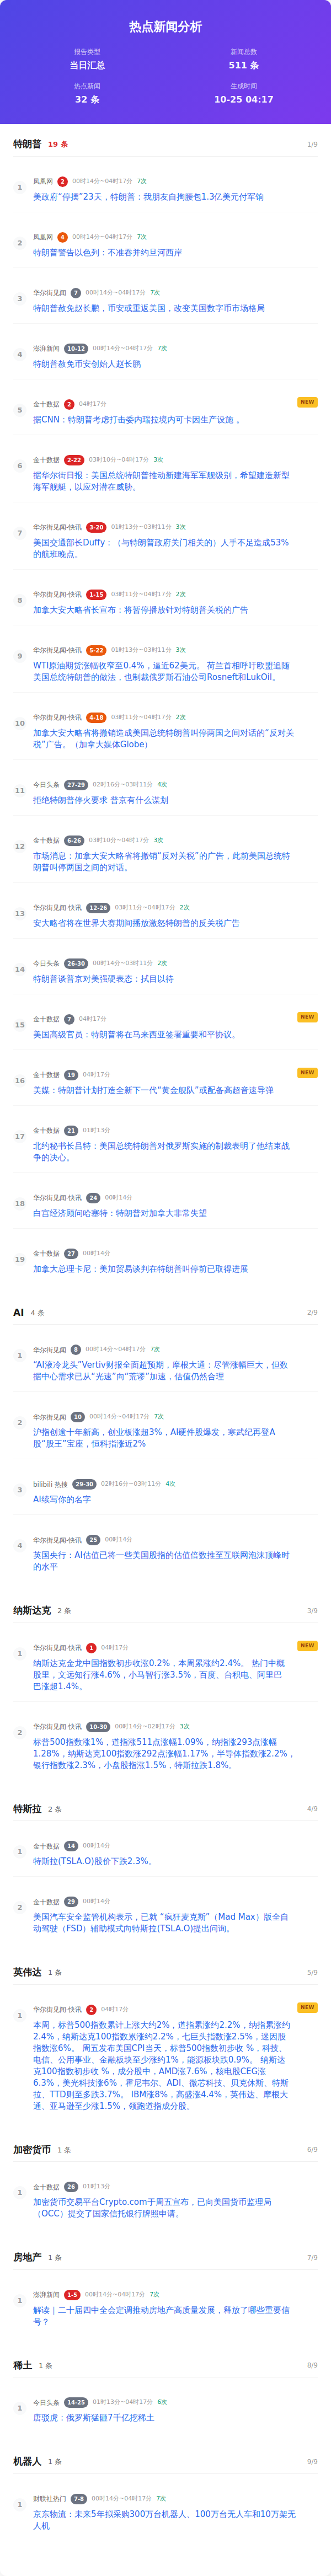 热点新闻分析
报告类型
新闻总数
当日汇总
511 条
热点新闻
生成时间
32 条
10-25 04:17
特朗普 19 条 1/9
1
凤凰网 2 00时14分~04时17分 7次
美政府“停摆”23天，特朗普：我朋友自掏腰包1.3亿美元付军饷
2
凤凰网 4 00时14分~04时17分 7次
特朗普警告以色列：不准吞并约旦河西岸
3
华尔街见闻 7 00时14分~04时17分 7次
特朗普赦免赵长鹏，币安或重返美国，改变美国数字币市场格局
4
澎湃新闻 10-12 00时14分~04时17分 7次
特朗普赦免币安创始人赵长鹏
5
金十数据 2 04时17分
NEW
据CNN：特朗普考虑打击委内瑞拉境内可卡因生产设施 。
6
金十数据 2-22 03时10分~04时17分 3次
据华尔街日报：美国总统特朗普推动新建海军军舰级别，希望建造新型
海军舰艇，以应对潜在威胁。
7
华尔街见闻-快讯 3-20 01时13分~03时11分 3次
美国交通部长Duffy：（与特朗普政府关门相关的）人手不足造成53%
的航班晚点。
8
华尔街见闻-快讯 1-15 03时11分~04时17分 2次
加拿大安大略省长宣布：将暂停播放针对特朗普关税的广告
9
华尔街见闻-快讯 5-22 01时13分~03时11分 3次
WTI原油期货涨幅收窄至0.4%，逼近62美元。 荷兰首相呼吁欧盟追随
美国总统特朗普的做法，也制裁俄罗斯石油公司Rosneft和LukOil。
10
华尔街见闻-快讯 4-18 03时11分~04时17分 2次
加拿大安大略省将撤销造成美国总统特朗普叫停两国之间对话的“反对关
税”广告。（加拿大媒体Globe）
11
今日头条 27-29 02时16分~03时11分 4次
拒绝特朗普停火要求 普京有什么谋划
12
金十数据 6-26 03时10分~04时17分 3次
市场消息：加拿大安大略省将撤销“反对关税”的广告，此前美国总统特
朗普叫停两国之间的对话。
13
华尔街见闻-快讯 12-26 03时11分~04时17分 2次
安大略省将在世界大赛期间播放激怒特朗普的反关税广告
14
今日头条 26-30 00时14分~03时11分 2次
特朗普谈普京对美强硬表态：拭目以待
15
金十数据 7 04时17分
NEW
美国高级官员：特朗普将在马来西亚签署重要和平协议。
16
金十数据 19 04时17分
NEW
美媒：特朗普计划打造全新下一代“黄金舰队”或配备高超音速导弹
17
金十数据 21 01时13分
北约秘书长吕特：美国总统特朗普对俄罗斯实施的制裁表明了他结束战
争的决心。
18
华尔街见闻-快讯 24 00时14分
白宫经济顾问哈塞特：特朗普对加拿大非常失望
19
金十数据 27 00时14分
加拿大总理卡尼：美加贸易谈判在特朗普叫停前已取得进展
AI 4 条 2/9
1
华尔街见闻 8 00时14分~04时17分 7次
“AI液冷龙头”Vertiv财报全面超预期，摩根大通：尽管涨幅巨大，但数
据中心需求已从“光速”向“荒谬”加速，估值仍然合理
2
华尔街见闻 10 00时14分~04时17分 7次
沪指创逾十年新高，创业板涨超3%，AI硬件股爆发，寒武纪再登A
股“股王”宝座，恒科指涨近2%
3
bilibili 热搜 29-30 02时16分~03时11分 4次
AI续写你的名字
4
华尔街见闻-快讯 25 00时14分
英国央行：AI估值已将一些美国股指的估值倍数推至互联网泡沫顶峰时
的水平
纳斯达克 2 条 3/9
1
华尔街见闻-快讯 1 04时17分
NEW
纳斯达克金龙中国指数初步收涨0.2%，本周累涨约2.4%。 热门中概
股里，文远知行涨4.6%，小马智行涨3.5%，百度、台积电、阿里巴
巴涨超1.4%。
2
华尔街见闻-快讯 10-30 00时14分~02时17分 3次
标普500指数涨1%，道指涨511点涨幅1.09%，纳指涨293点涨幅
1.28%，纳斯达克100指数涨292点涨幅1.17%，半导体指数涨2.2%，
银行指数涨2.3%，小盘股指涨1.5%，特斯拉跌1.8%。
特斯拉 2 条 4/9
1
金十数据 14 00时14分
特斯拉(TSLA.O)股价下跌2.3%。
2
金十数据 29 00时14分
美国汽车安全监管机构表示，已就 “疯狂麦克斯”（Mad Max）版全自
动驾驶（FSD）辅助模式向特斯拉(TSLA.O)提出问询。
英伟达 1 条 5/9
1
华尔街见闻-快讯 2 04时17分
NEW
本周，标普500指数累计上涨大约2%，道指累涨约2.2%，纳指累涨约
2.4%，纳斯达克100指数累涨约2.2%，七巨头指数涨2.5%，迷因股
指数涨6%。 周五发布美国CPI当天，标普500指数初步收 %，科技、
电信、公用事业、金融板块至少涨约1%，能源板块跌0.9%。 纳斯达
克100指数初步收 %，成分股中，AMD涨7.6%，核电股CEG涨
6.3%，美光科技涨6%，霍尼韦尔、ADI、微芯科技、贝克休斯、特斯
拉、TTD则至多跌3.7%。 IBM涨8%，高盛涨4.4%，英伟达、摩根大
通、亚马逊至少涨1.5%，领跑道指成分股。
加密货币 1 条 6/9
1
金十数据 26 01时13分
加密货币交易平台Crypto.com于周五宣布，已向美国货币监理局
（OCC）提交了国家信托银行牌照申请。
房地产 1 条 7/9
1
澎湃新闻 1-5 00时14分~04时17分 7次
解读｜二十届四中全会定调推动房地产高质量发展，释放了哪些重要信
号？
稀土 1 条 8/9
1
今日头条 14-25 01时13分~04时17分 6次
唐驳虎：俄罗斯猛砸7千亿挖稀土
机器人 1 条 9/9
1
财联社热门 7-8 00时14分~04时17分 7次
京东物流：未来5年拟采购300万台机器人、100万台无人车和10万架无
人机